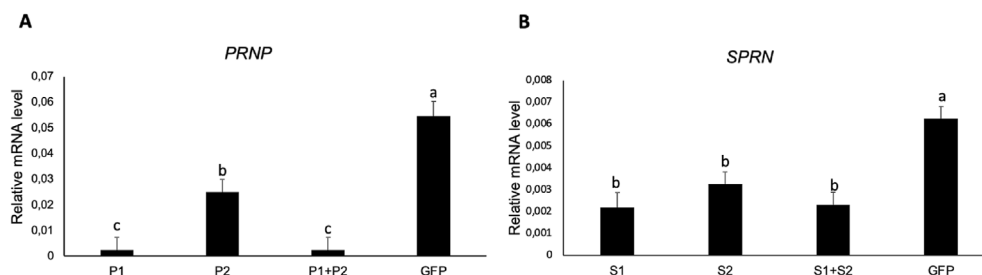 A
PRNP
Relative mRNA level
0,07
0,06
0,05
0,04
0,03
0,02
0,01
0
c
b
c
a
P1
P2
P1+P2
GFP
B
SPRN
Relative mRNA level
0,008
0,007
0,006
0,005
0,004
0,003
0,002
0,001
0
b
b
b
a
S1
S2
S1+S2
GFP